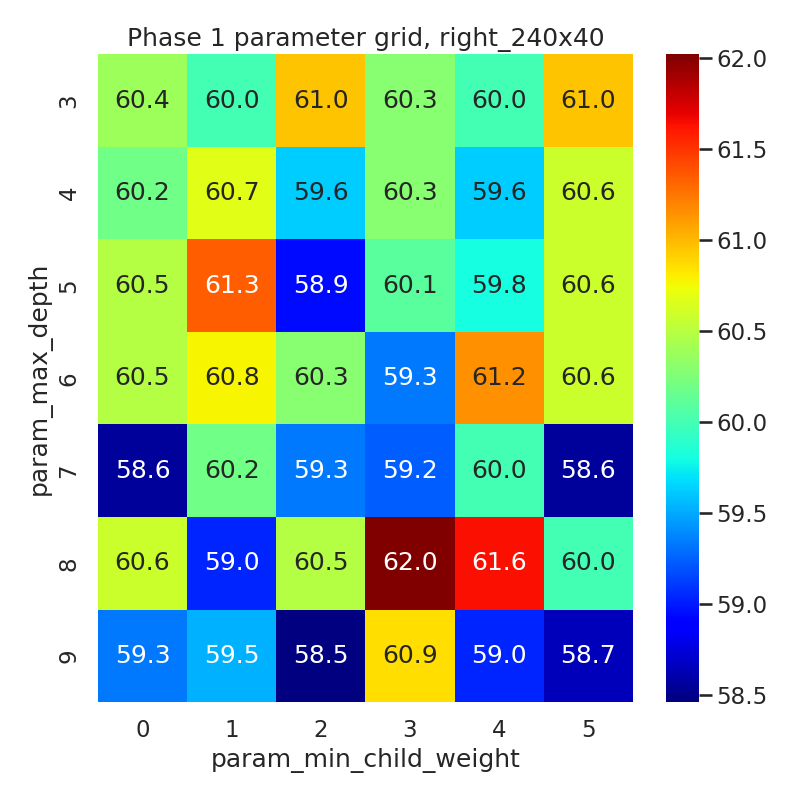 Phase 1 parameter grid, right_240x40
param_max_depth
3 60.4 60.0 61.0 60.3 60.0 61.0
4 60.2 60.7 59.6 60.3 59.6 60.6
5 60.5 61.3 58.9 60.1 59.8 60.6
6 60.5 60.8 60.3 59.3 61.2 60.6
7 58.6 60.2 59.3 59.2 60.0 58.6
8 60.6 59.0 60.5 62.0 61.6 60.0
9 59.3 59.5 58.5 60.9 59.0 58.7
0 1 2 3 4 5
param_min_child_weight
62.0
61.5
61.0
60.5
60.0
59.5
59.0
58.5